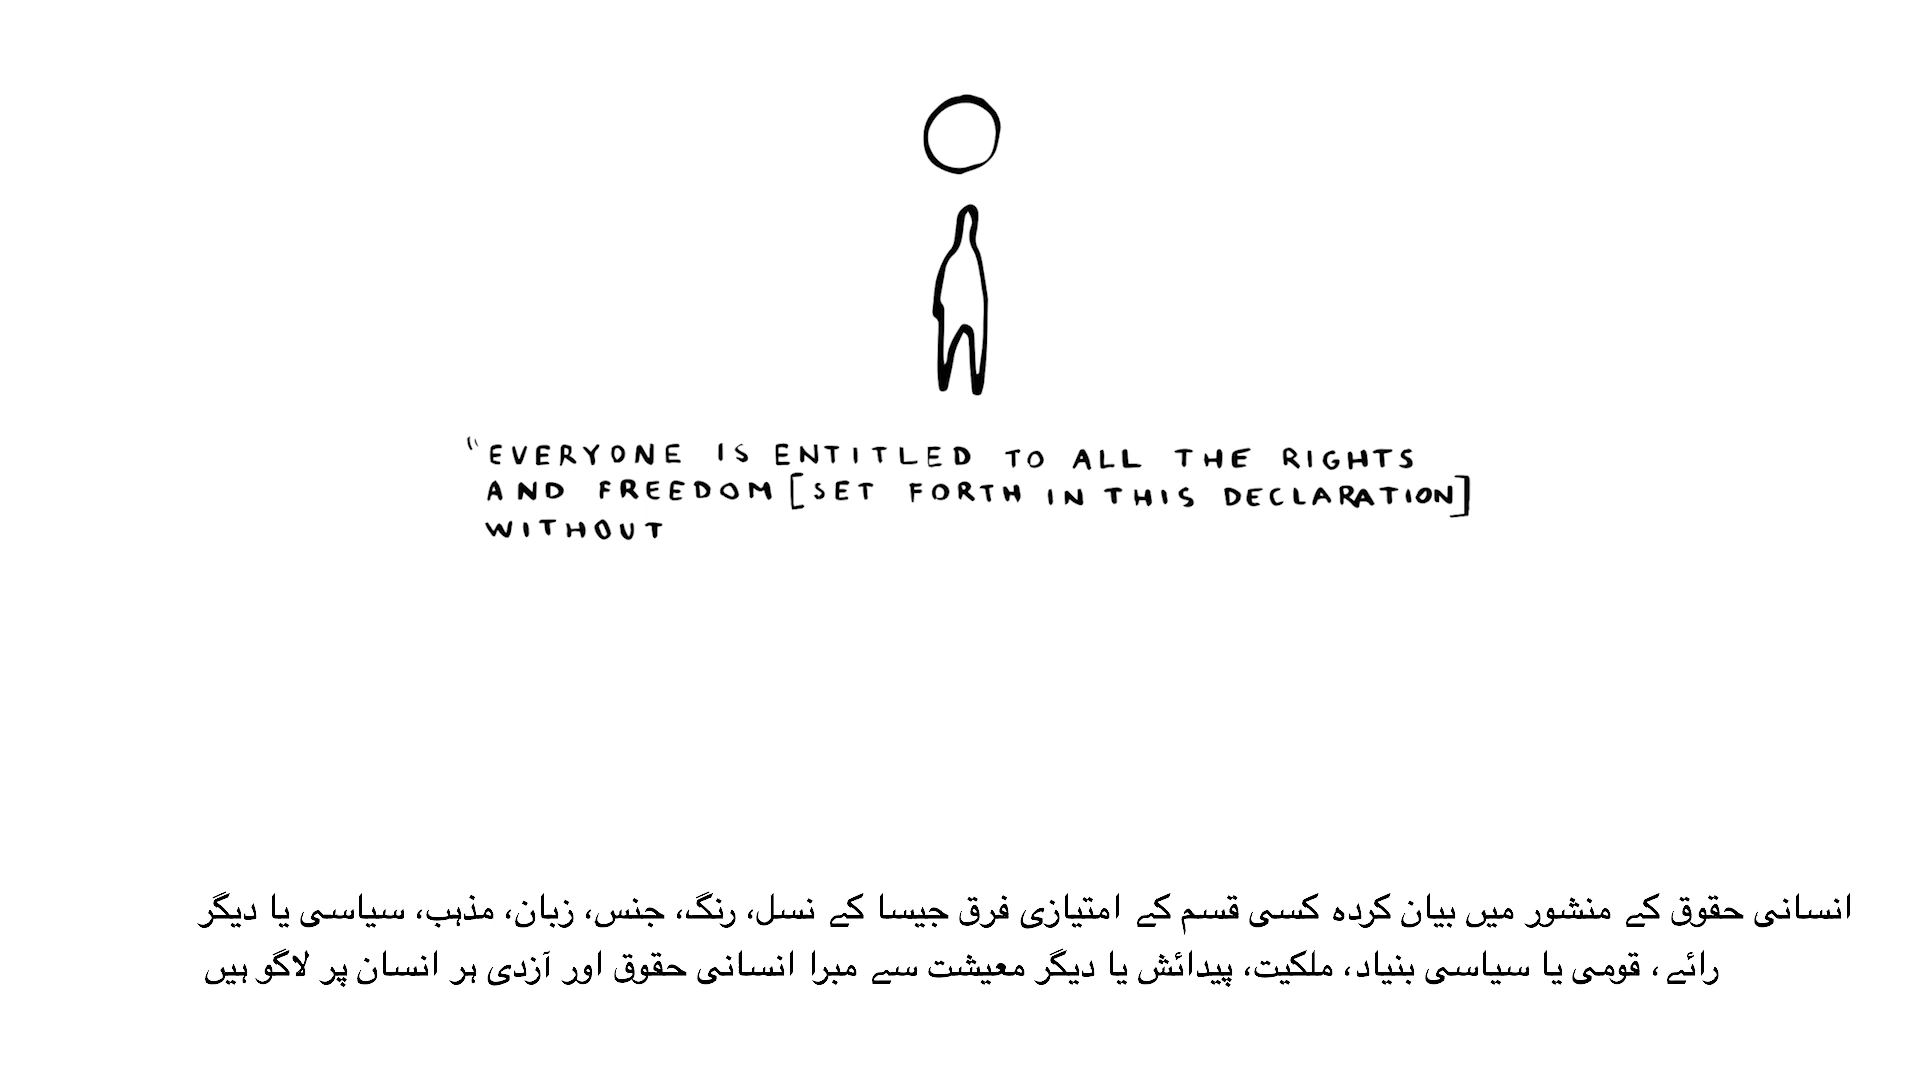 "EVERYONE IS ENTITLED TO ALL THE RIGHTS
AND FREEDOM [SET FORTH IN THIS DECLARATION]
WITHOUT
انسانی حقوق کے منشور میں بیان کردہ کسی قسم کے امتیازی فرق جیسا کے نسل، رنگ، جنس، زبان، مذہب، سیاسی یا دیگر
رائے، قومی یا سیاسی بنیاد، ملکیت، پیدائش یا دیگر معیشت سے مبرا انسانی حقوق اور آزدی ہر انسان پر لاگو ہیں